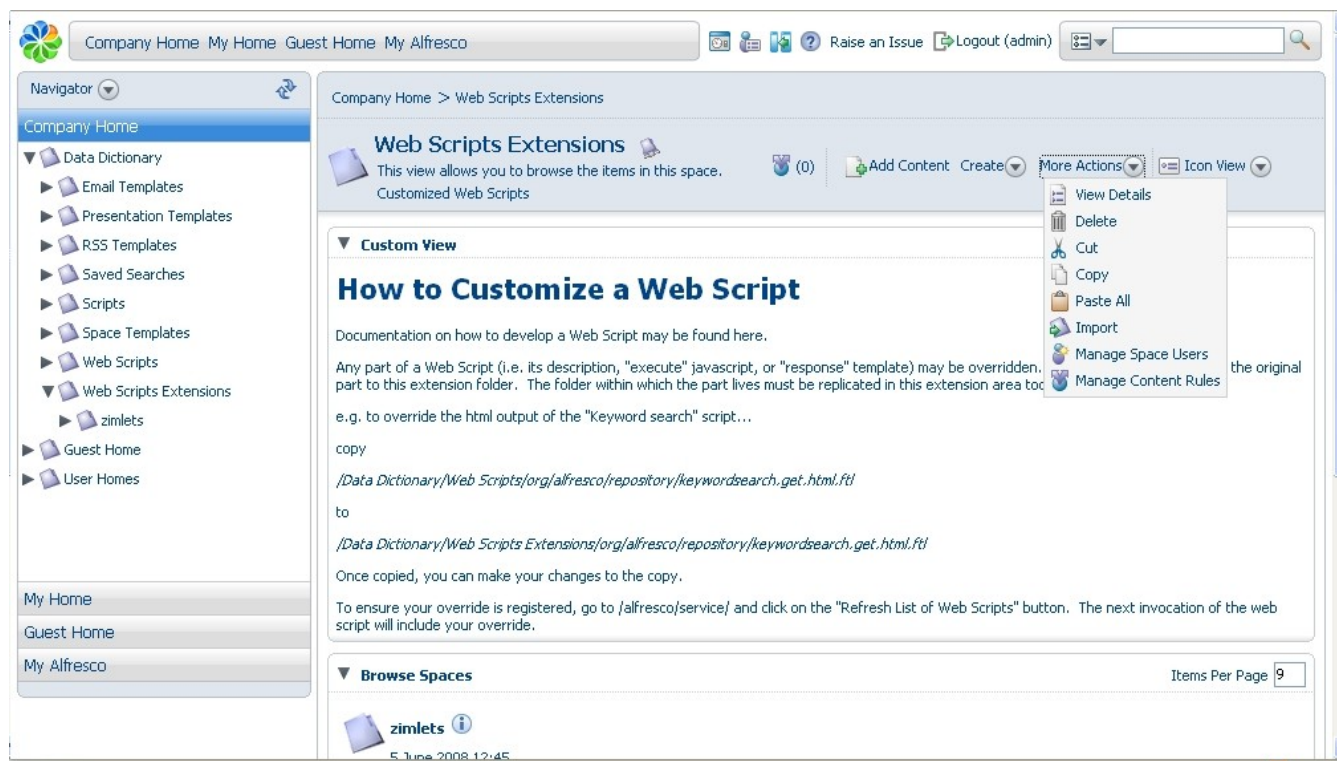 Company Home My Home Guest Home My Alfresco
Raise an Issue
Logout (admin)
Navigator
Company Home
Data Dictionary
Email Templates
Presentation Templates
RSS Templates
Saved Searches
Scripts
Space Templates
Web Scripts
Web Scripts Extensions
zimlets
Guest Home
User Homes
My Home
Guest Home
My Alfresco
Company Home > Web Scripts Extensions
Web Scripts Extensions
This view allows you to browse the items in this space.
Customized Web Scripts
(0)
Add Content
Create
More Actions
Icon View
View Details
Delete
Cut
Copy
Paste All
Import
Manage Space Users
Manage Content Rules
Custom View
How to Customize a Web Script
Documentation on how to develop a Web Script may be found here.
Any part of a Web Script (i.e. its description, "execute" javascript, or "response" template) may be overridden. the original
part to this extension folder. The folder within which the part lives must be replicated in this extension area
e.g. to override the html output of the "Keyword search" script...
copy
/Data Dictionary/Web Scripts/org/alfresco/repository/keywordsearch.get.html.ftl
to
/Data Dictionary/Web Scripts Extensions/org/alfresco/repository/keywordsearch.get.html.ftl
Once copied, you can make your changes to the copy.
To ensure your override is registered, go to /alfresco/service/ and click on the "Refresh List of Web Scripts" button. The next invocation of the web
script will include your override.
Browse Spaces
Items Per Page 9
zimlets
5 June 2008 12:45